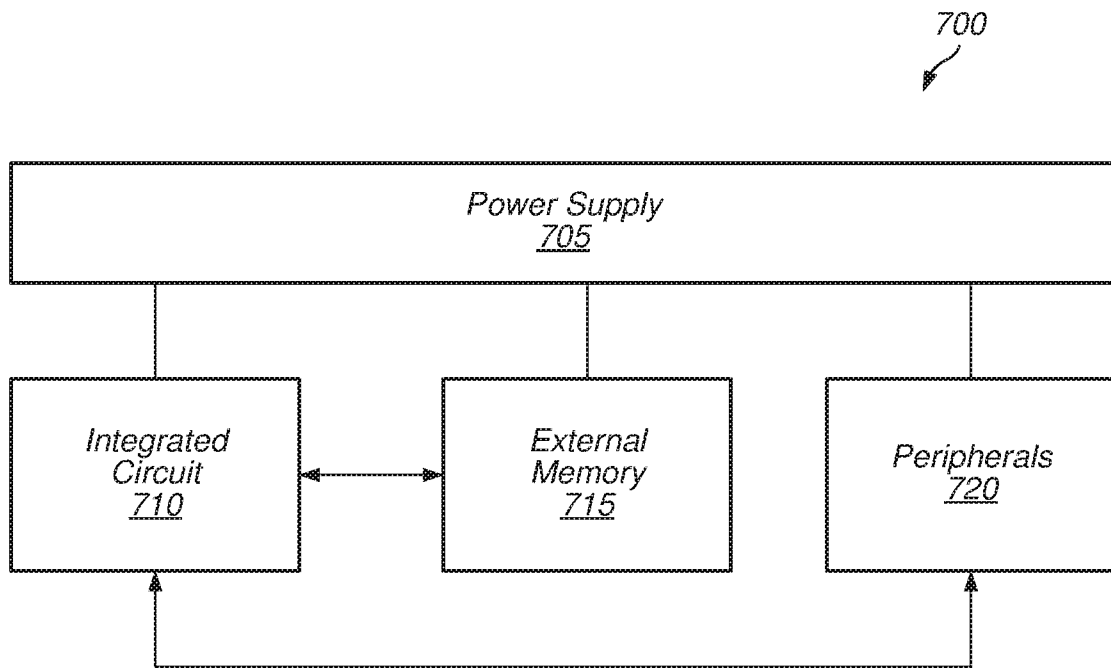 700
Power Supply
705
Integrated
Circuit
710
External
Memory
715
Peripherals
720